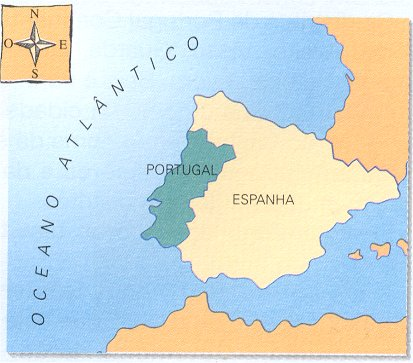 N
O E
S
OCEANO ATLÂNTICO
PORTUGAL
ESPANHA